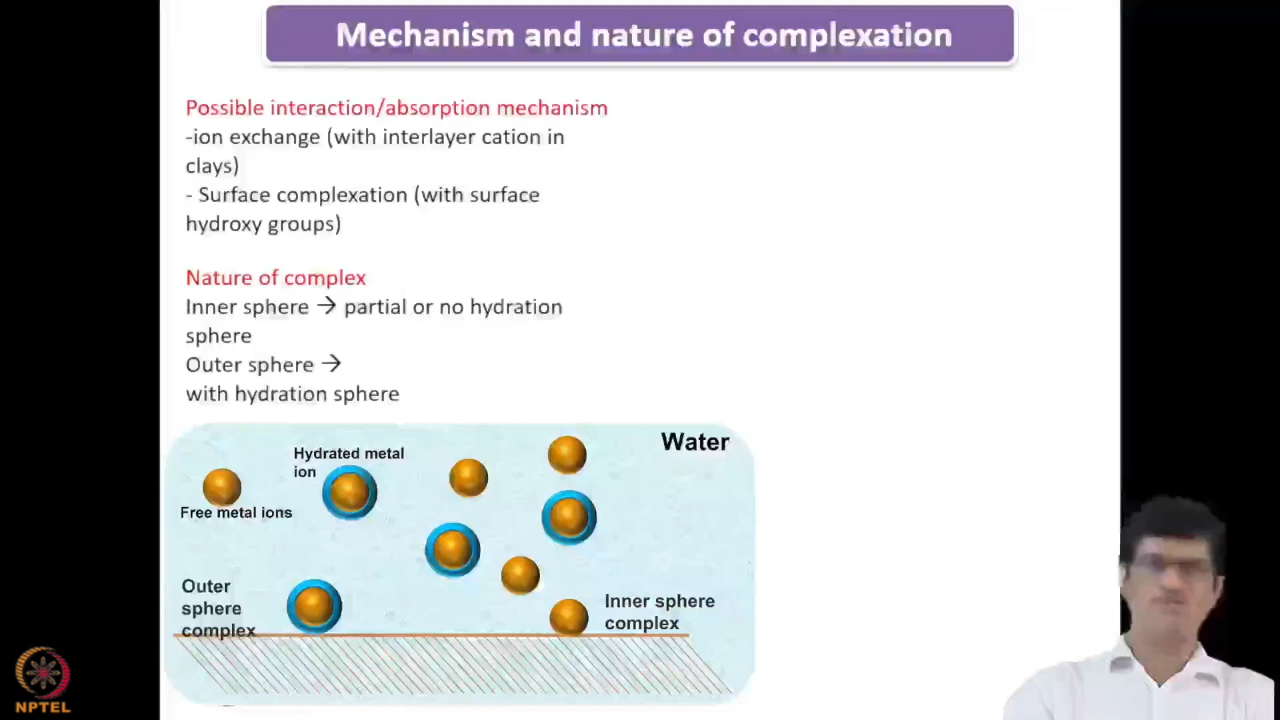 Mechanism and nature of complexation
Possible interaction/absorption mechanism
-ion exchange (with interlayer cation in
clays)
- Surface complexation (with surface
hydroxy groups)
Nature of complex
Inner sphere → partial or no hydration
sphere
Outer sphere →
with hydration sphere
Water
Hydrated metal
ion
Free metal ions
Outer
sphere
complex
Inner sphere
complex
NPTEL